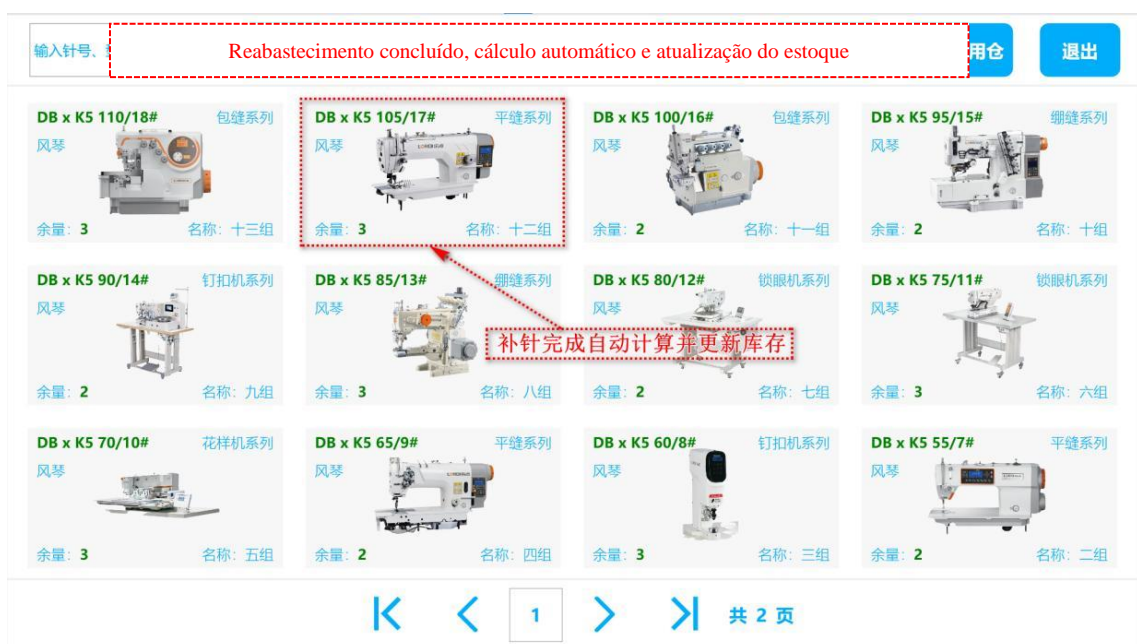 输入针号、
Reabastecimento concluído, cálculo automático e atualização do estoque
用仓
退出
DB x K5 110/18# 包缝系列
风琴
余量: 3 名称: 十三组
DB x K5 105/17# 平缝系列
风琴
余量: 3 名称: 十二组
DB x K5 100/16# 包缝系列
风琴
余量: 2 名称: 十一组
DB x K5 95/15# 绷缝系列
风琴
余量: 2 名称: 十组
DB x K5 90/14# 钉扣机系列
风琴
余量: 2 名称: 九组
DB x K5 85/13# 绷缝系列
风琴
余量: 3 名称: 八组
DB x K5 80/12# 锁眼机系列
风琴
余量: 2 名称: 七组
DB x K5 75/11# 锁眼机系列
风琴
余量: 3 名称: 六组
补针完成自动计算并更新库存
DB x K5 70/10# 花样机系列
风琴
余量: 3 名称: 五组
DB x K5 65/9# 平缝系列
风琴
余量: 2 名称: 四组
DB x K5 60/8# 钉扣机系列
风琴
余量: 3 名称: 三组
DB x K5 55/7# 平缝系列
风琴
余量: 2 名称: 二组
1
共 2 页